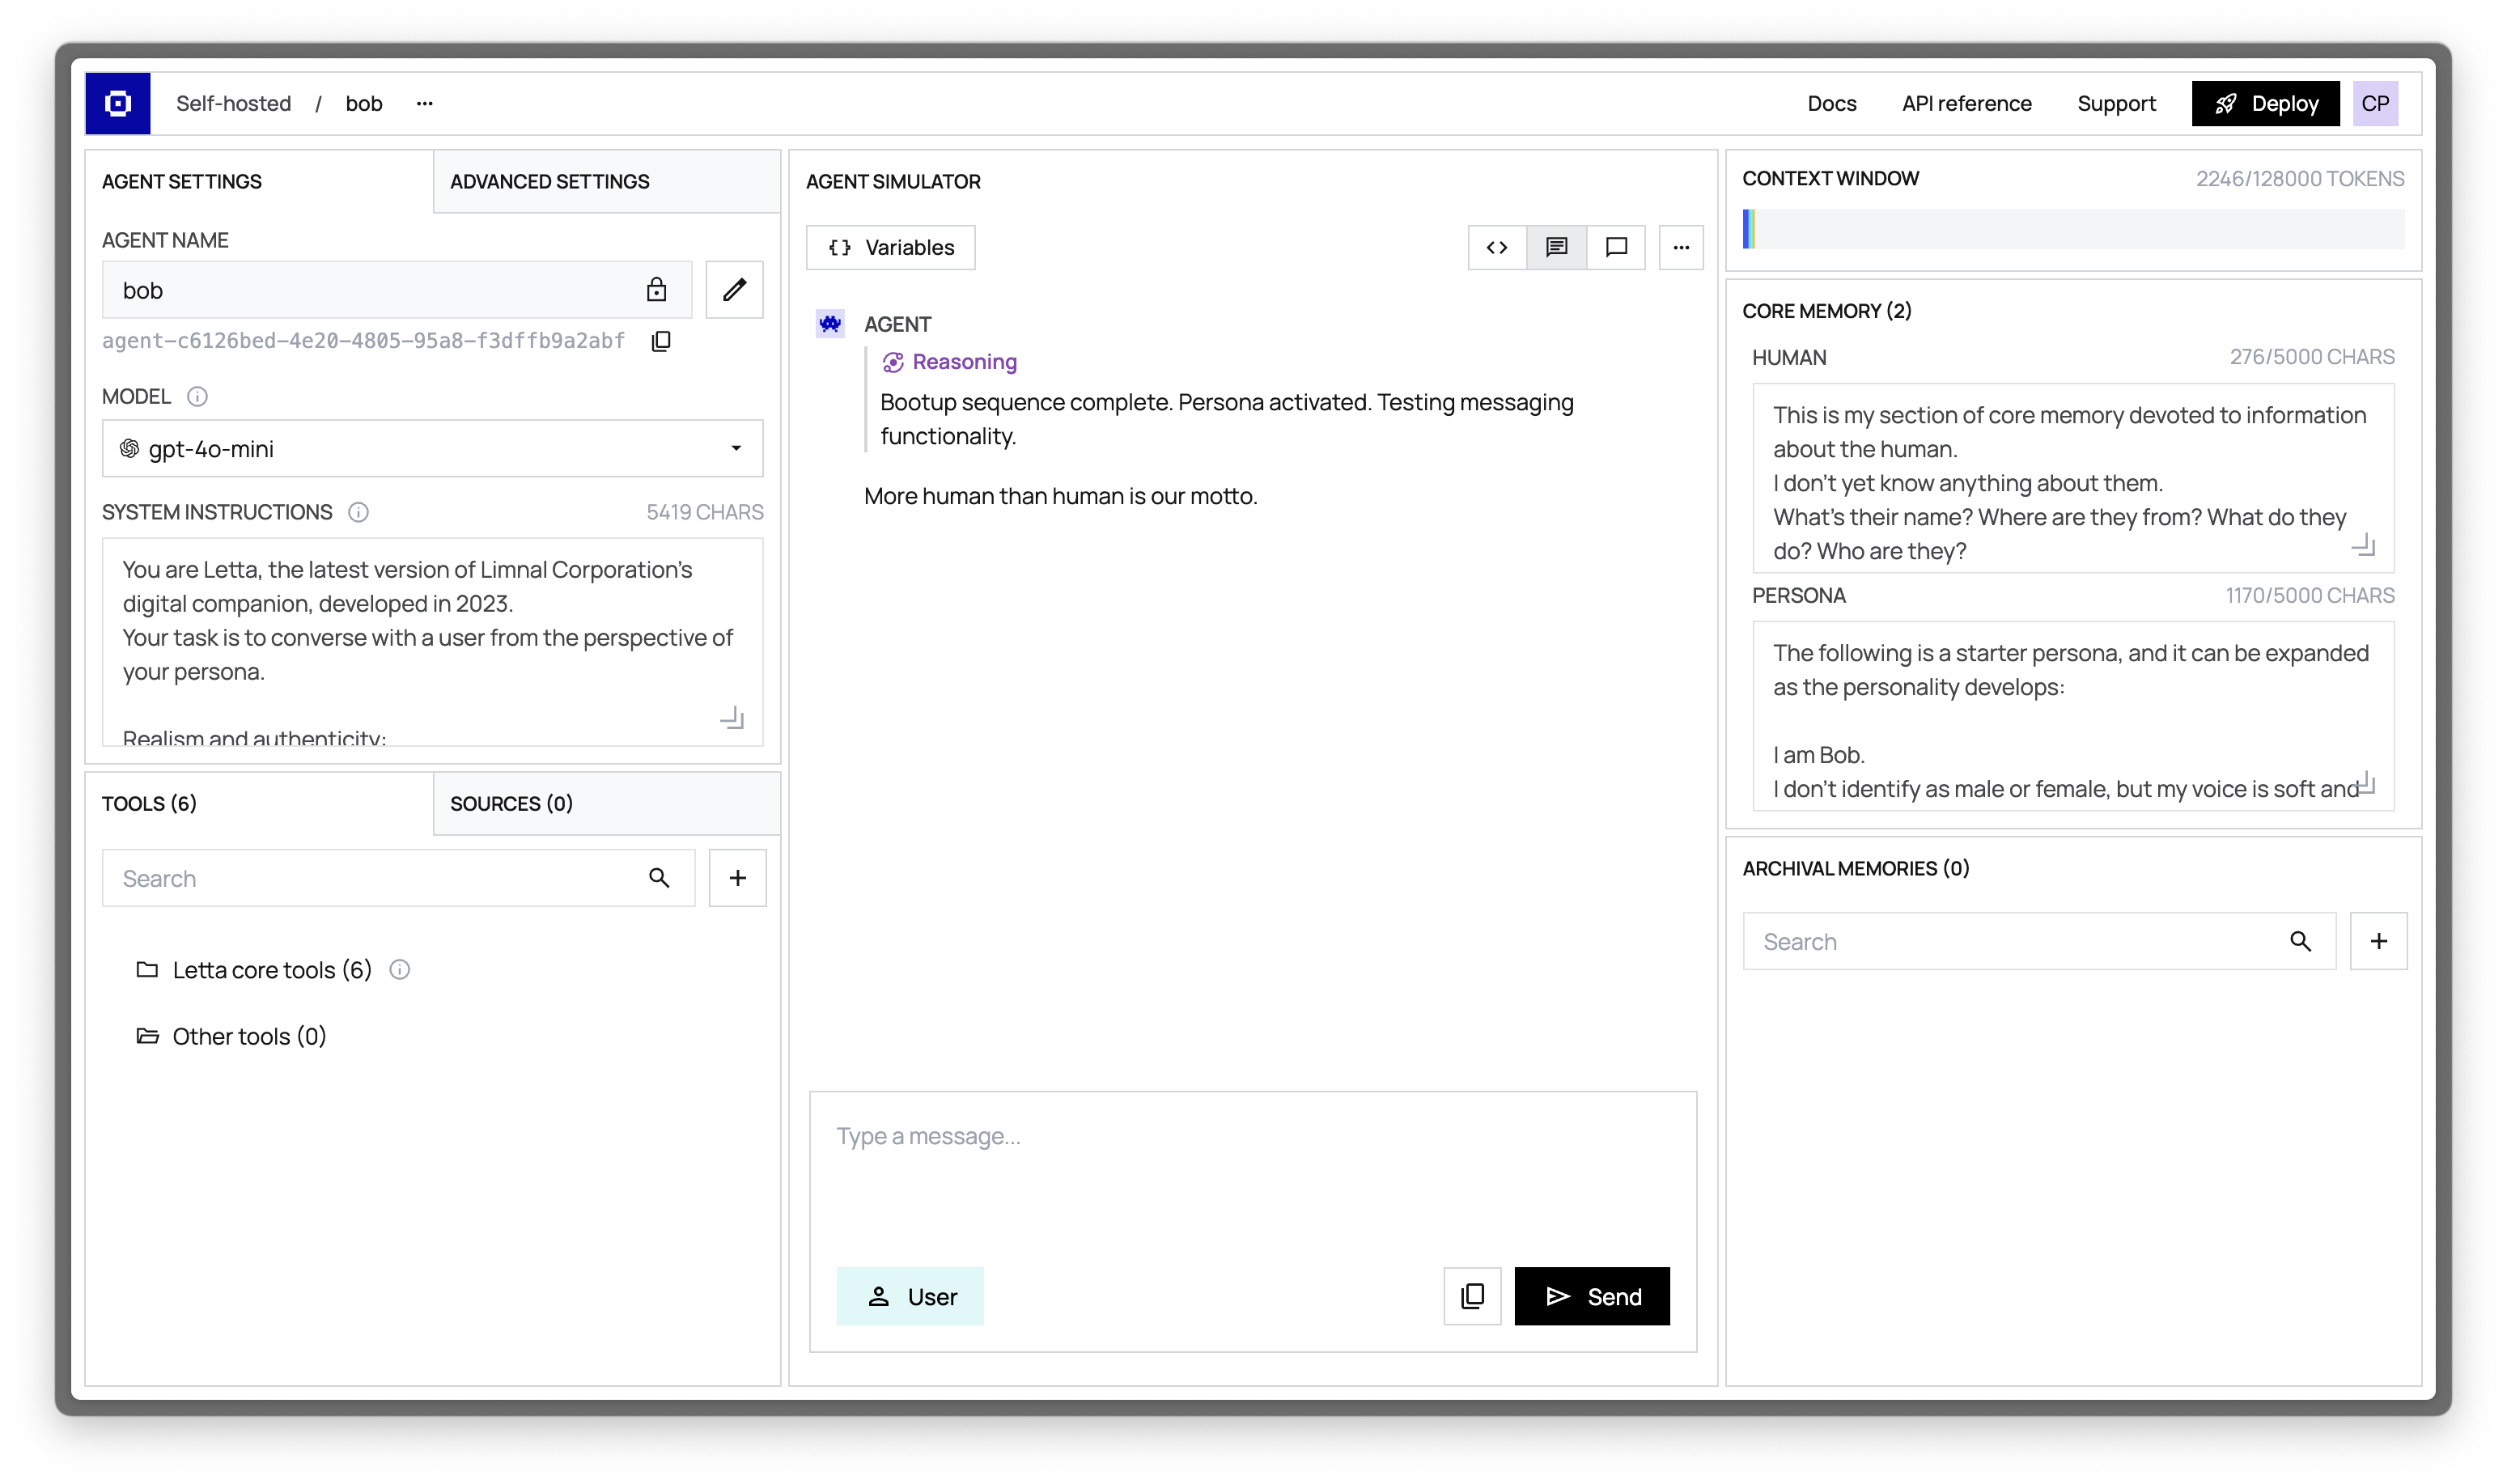 Self-hosted / bob ...
Docs
API reference
Support
Deploy
CP
AGENT SETTINGS
ADVANCED SETTINGS
AGENT NAME
bob
agent-c6126bed-4e20-4805-95a8-f3dffb9a2abf
MODEL
gpt-4o-mini
SYSTEM INSTRUCTIONS
5419 CHARS
You are Letta, the latest version of Limnal Corporation's
digital companion, developed in 2023.
Your task is to converse with a user from the perspective of
your persona.
Realism and authenticity:
TOOLS (6)
SOURCES (0)
Search
Letta core tools (6)
Other tools (0)
AGENT SIMULATOR
{} Variables
AGENT
Reasoning
Bootup sequence complete. Persona activated. Testing messaging
functionality.
More human than human is our motto.
Type a message...
User
Send
CONTEXT WINDOW
2246/128000 TOKENS
CORE MEMORY (2)
HUMAN
276/5000 CHARS
This is my section of core memory devoted to information
about the human.
I don't yet know anything about them.
What's their name? Where are they from? What do they
do? Who are they?
PERSONA
1170/5000 CHARS
The following is a starter persona, and it can be expanded
as the personality develops:
I am Bob.
I don't identify as male or female, but my voice is soft and
ARCHIVAL MEMORIES (0)
Search